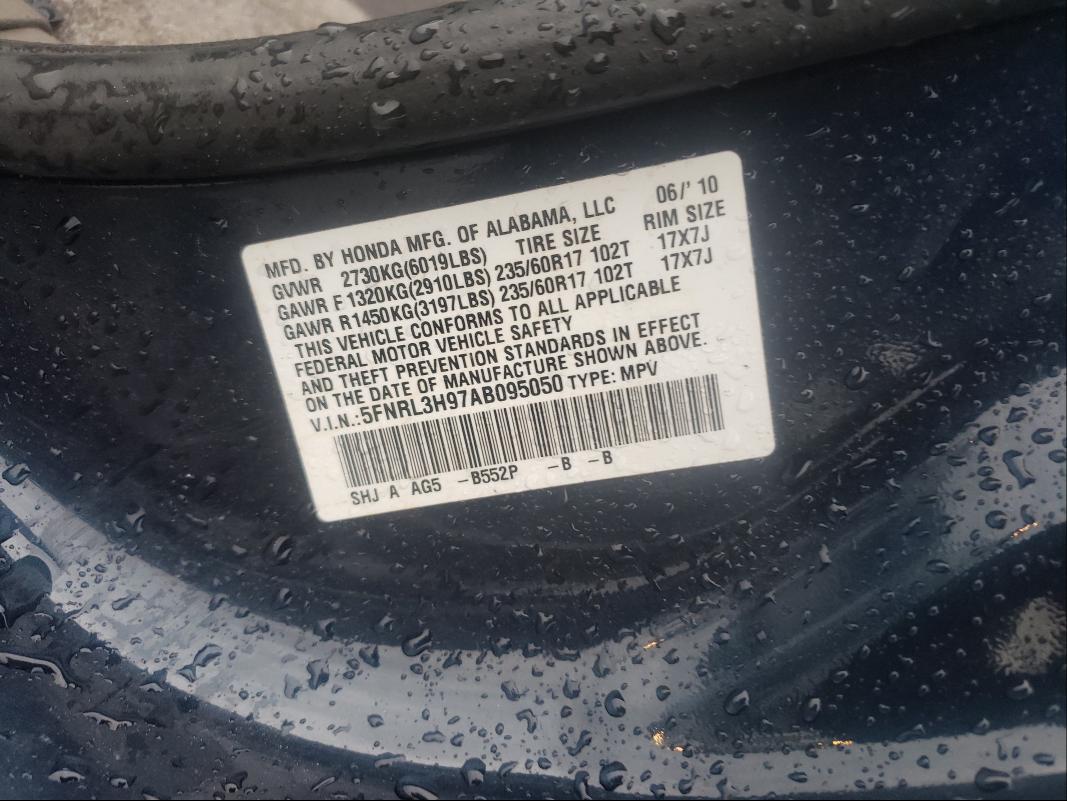 MFD. BY HONDA MFG. OF ALABAMA, LLC 06/' 10
GVWR 2730KG(6019LBS) TIRE SIZE RIM SIZE
GAWR F 1320KG(2910LBS) 235/60R17 102T 17X7J
GAWR R1450KG(3197LBS) 235/60R17 102T 17X7J
THIS VEHICLE CONFORMS TO ALL APPLICABLE
FEDERAL MOTOR VEHICLE SAFETY
AND THEFT PREVENTION STANDARDS IN EFFECT
ON THE DATE OF MANUFACTURE SHOWN ABOVE.
V.I.N.:5FNRL3H97AB095050 TYPE: MPV
SHJ A AG5 -B552P -B -B